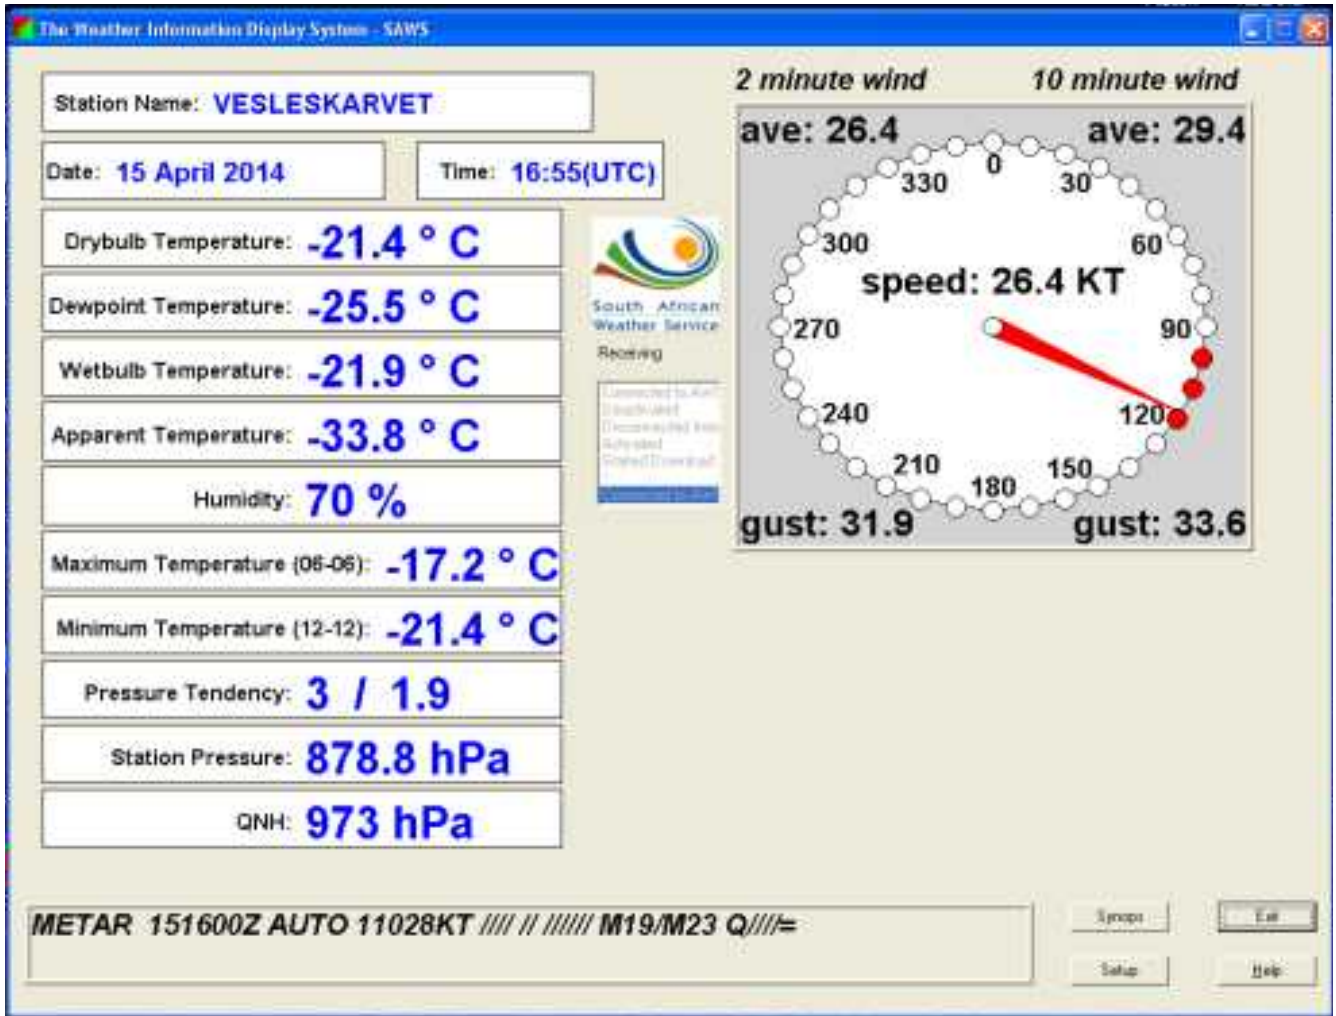 The Weather Information Display System - SAWS
Station Name: VESLESKARVET
Date: 15 April 2014
Time: 16:55(UTC)
Drybulb Temperature: -21.4 ° C
Dewpoint Temperature: -25.5 ° C
Wetbulb Temperature: -21.9 ° C
Apparent Temperature: -33.8 ° C
Humidity: 70 %
Maximum Temperature (06-06): -17.2 ° C
Minimum Temperature (12-12): -21.4 ° C
Pressure Tendency: 3 / 1.9
Station Pressure: 878.8 hPa
QNH: 973 hPa
South African
Weather Service
Receiving
Deactivated
Activated
2 minute wind 10 minute wind
ave: 26.4 ave: 29.4
0
330 30
300 60
speed: 26.4 KT
270 90
240 120
210 150
180
gust: 31.9 gust: 33.6
METAR 151600Z AUTO 11028KT //// // ////// M19/M23 Q////=
Synops Exit
Setup Help